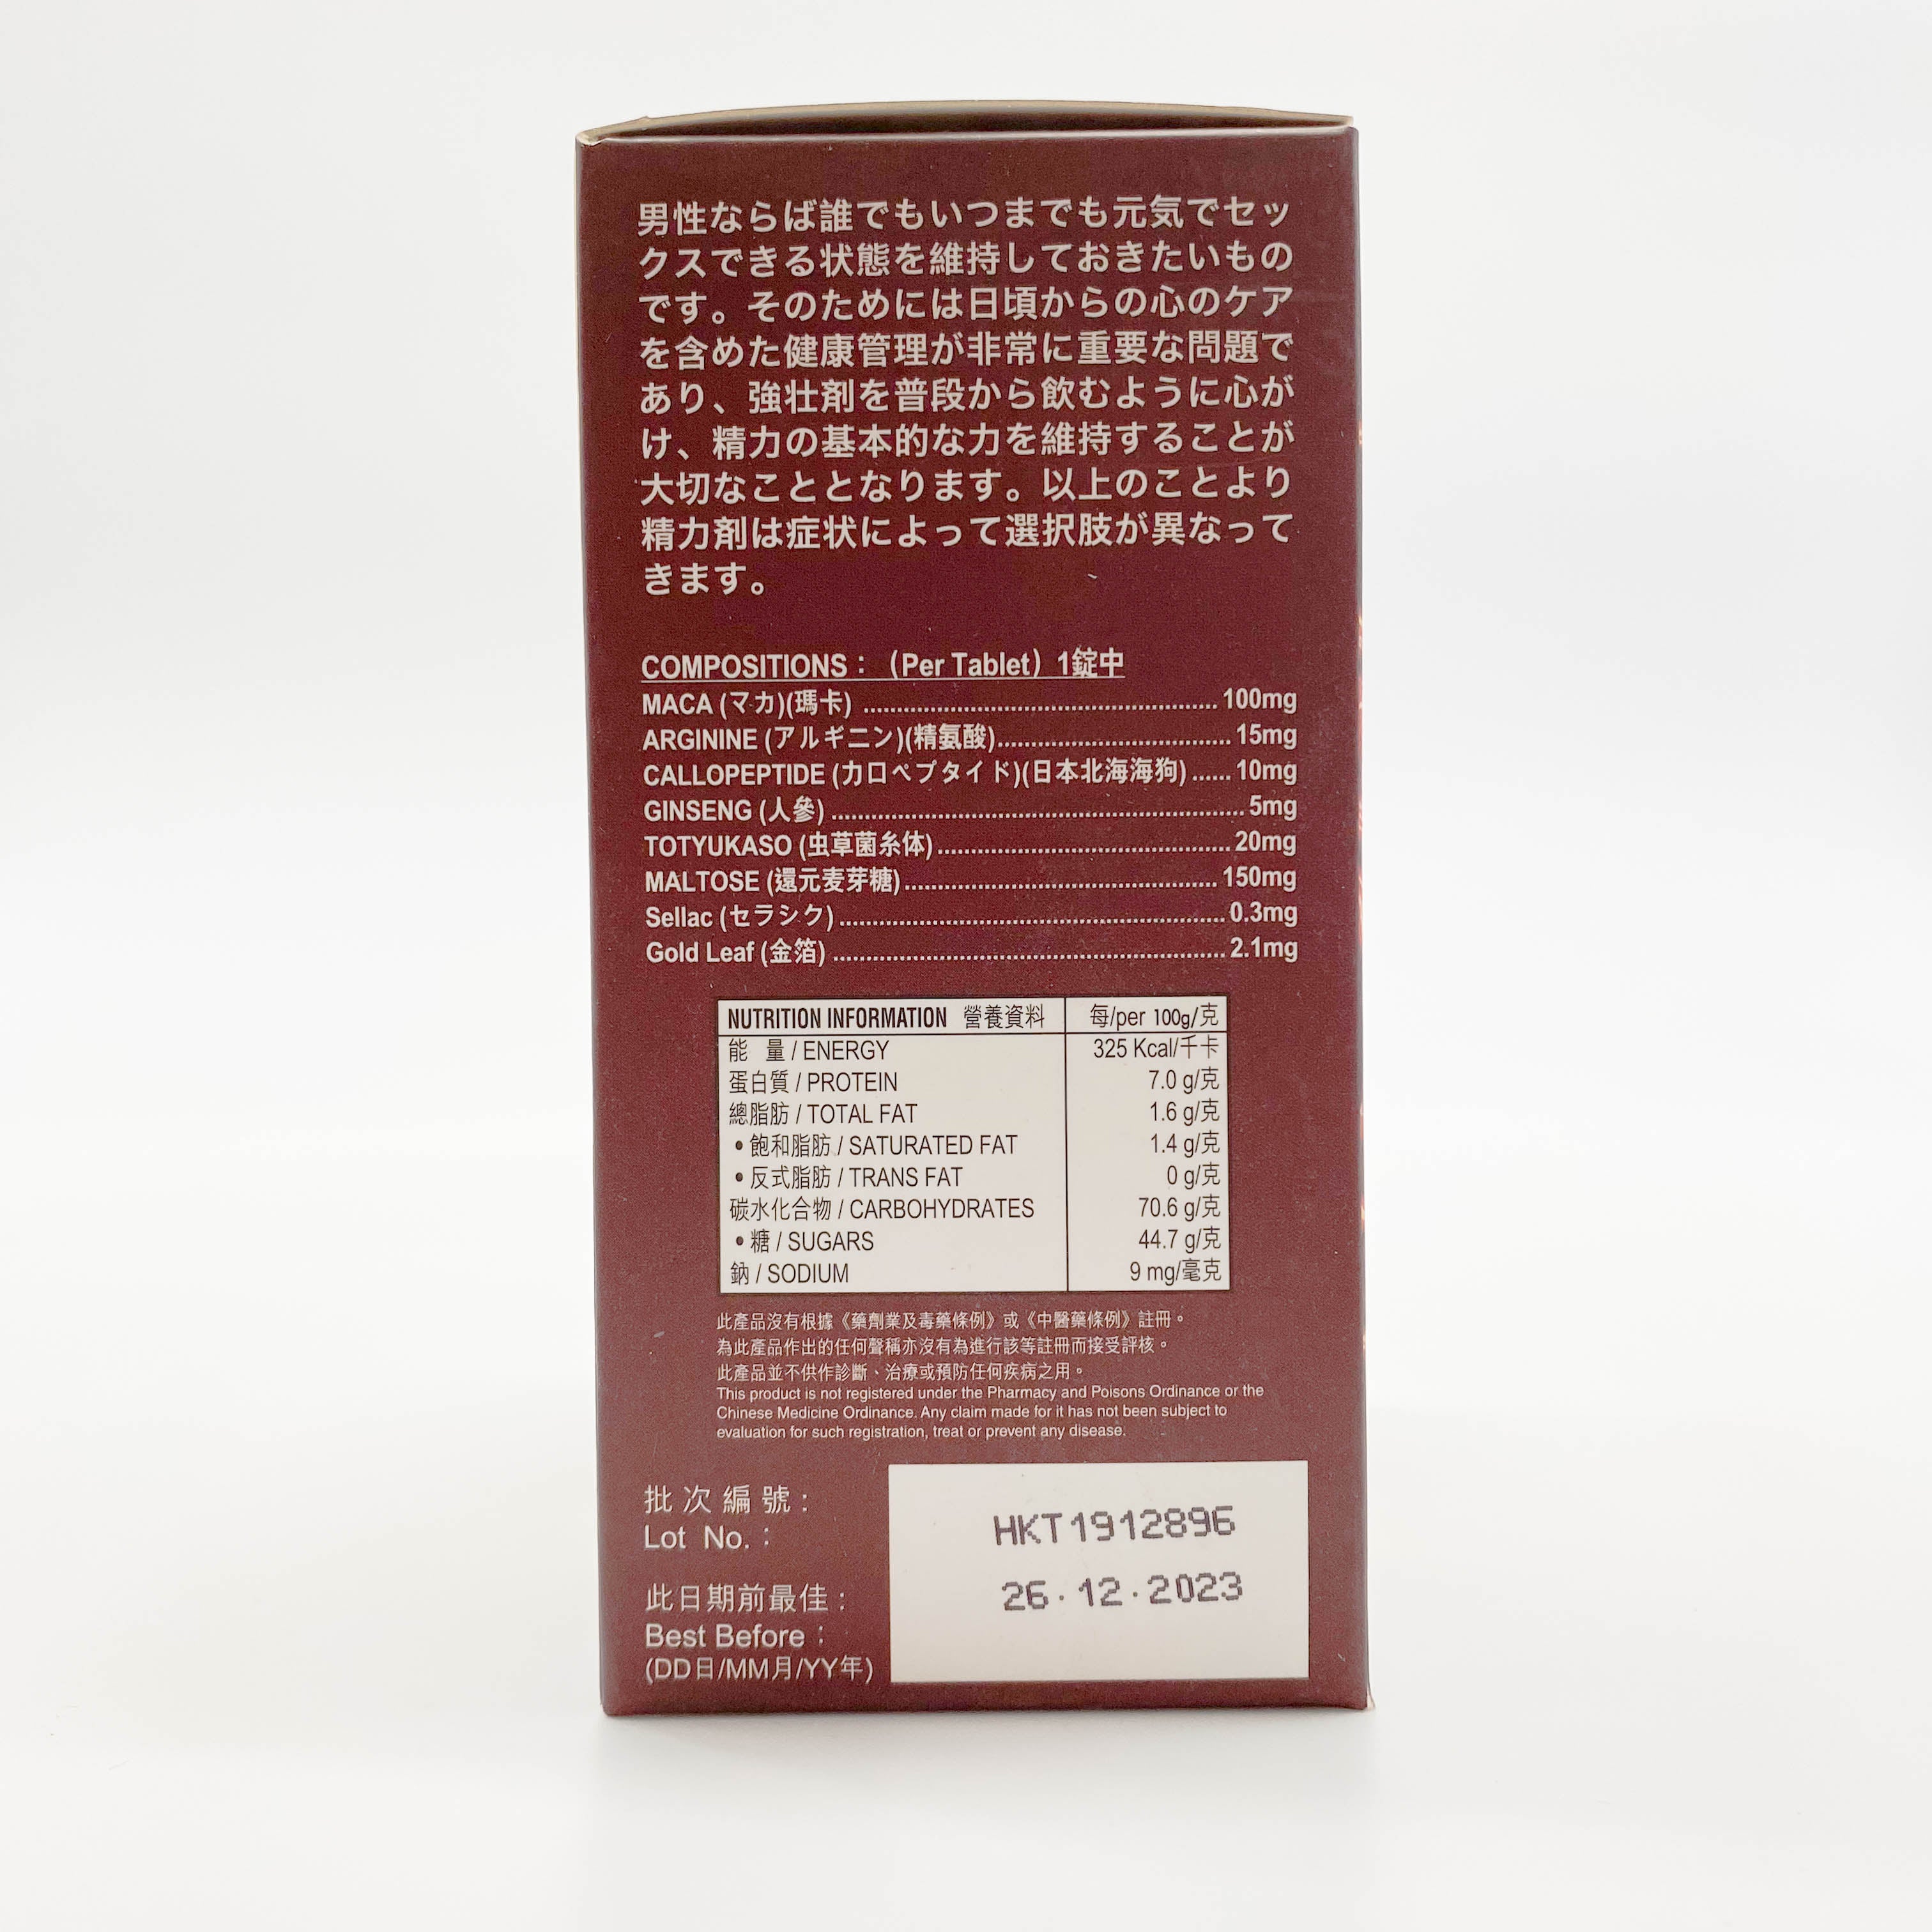 男性ならば誰でもいつまでも元気でセッ
クスできる状態を維持しておきたいもの
です。そのためには日頃からの心のケア
を含めた健康管理が非常に重要な問題で
あり、強壮剤を普段から飲むように心が
け、精力の基本的な力を維持することが
大切なこととなります。以上のことより
精力剤は症状によって選択肢が異なって
きます。
COMPOSITIONS：（Per Tablet）1錠中
MACA (マカ)(瑪卡) ................ 100mg
ARGININE (アルギニン)(精氨酸)................ 15mg
CALLOPEPTIDE (カロペプタイド)(日本北海海狗) ...... 10mg
GINSENG (人參) ................ 5mg
TOTYUKASO (虫草菌糸体)................ 20mg
MALTOSE (還元麦芽糖)................ 150mg
Sellac (セラシク)................ 0.3mg
Gold Leaf (金箔) ................ 2.1mg
NUTRITION INFORMATION 營養資料 每/per 100g/克
能 量 / ENERGY 325 Kcal/千卡
蛋白質 / PROTEIN 7.0 g/克
總脂肪 / TOTAL FAT 1.6 g/克
• 飽和脂肪 / SATURATED FAT 1.4 g/克
• 反式脂肪 / TRANS FAT 0 g/克
碳水化合物 / CARBOHYDRATES 70.6 g/克
• 糖 / SUGARS 44.7 g/克
鈉 / SODIUM 9 mg/毫克
此產品沒有根據《藥劑業及毒藥條例》或《中醫藥條例》註冊。
為此產品作出的任何聲稱亦沒有為進行該等註冊而接受評核。
此產品並不供作診斷、治療或預防任何疾病之用。
This product is not registered under the Pharmacy and Poisons Ordinance or the
Chinese Medicine Ordinance. Any claim made for it has not been subject to
evaluation for such registration, treat or prevent any disease.
批次編號：
Lot No.：
HKT1912896
此日期前最佳：
Best Before：
(DD日/MM月/YY年)
26·12·2023